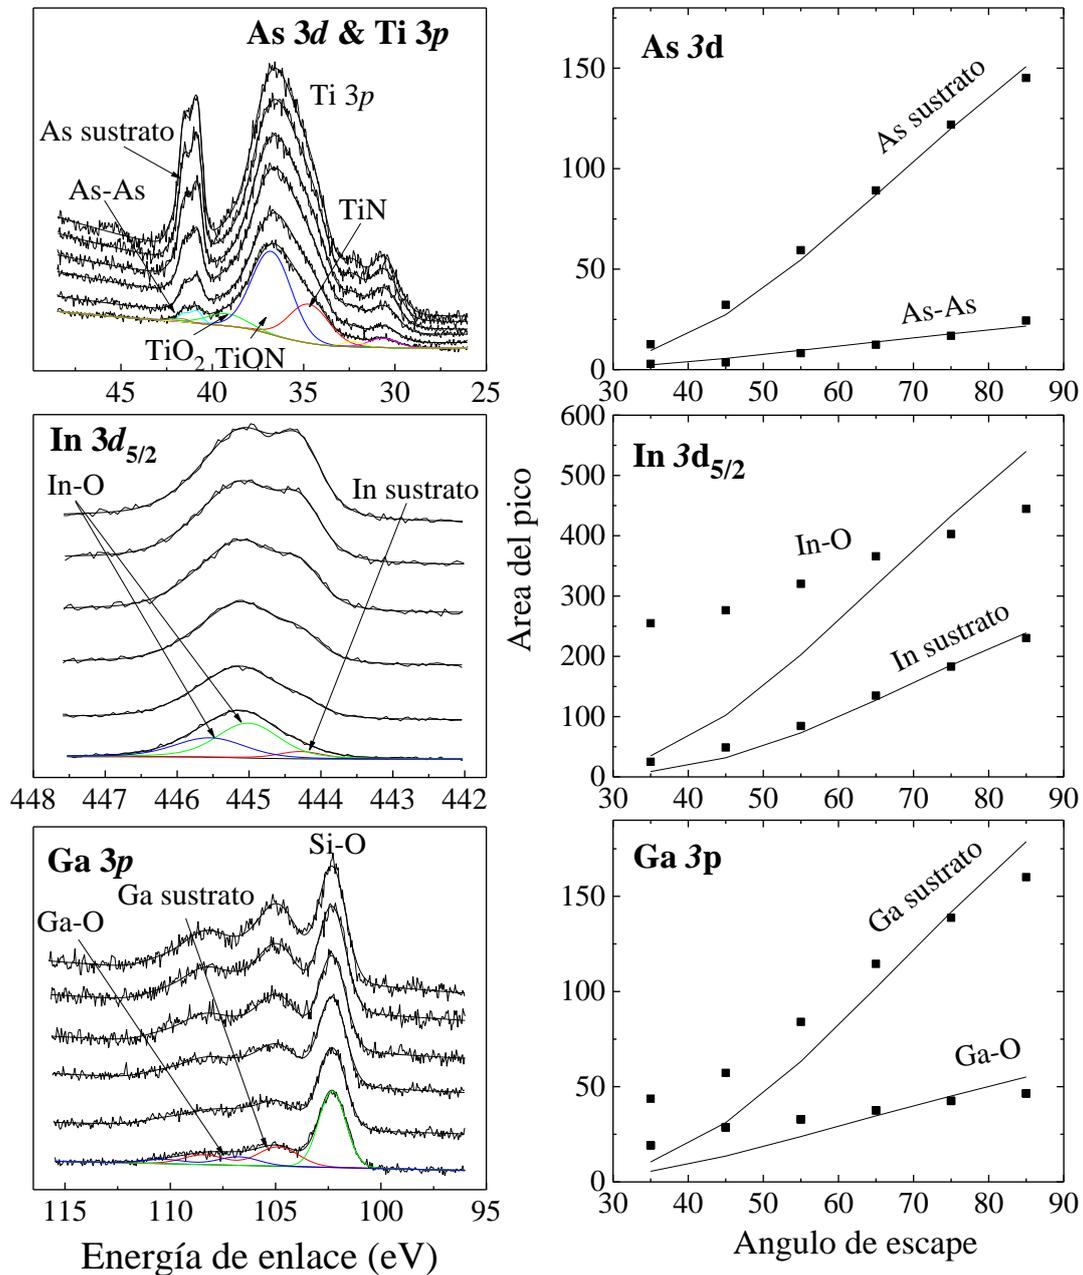 As 3d & Ti 3p
Ti 3p
As sustrato
As-As
TiN
TiO2
TiON
45 40 35 30 25
As 3d
As sustrato
As-As
150
100
50
0
30 40 50 60 70 80 90
In 3d5/2
In-O
In sustrato
448 447 446 445 444 443 442
Area del pico
In 3d5/2
In-O
In sustrato
600
500
400
300
200
100
0
30 40 50 60 70 80 90
Ga 3p
Si-O
Ga sustrato
Ga-O
115 110 105 100 95
Energía de enlace (eV)
Ga 3p
Ga sustrato
Ga-O
150
100
50
0
30 40 50 60 70 80 90
Angulo de escape